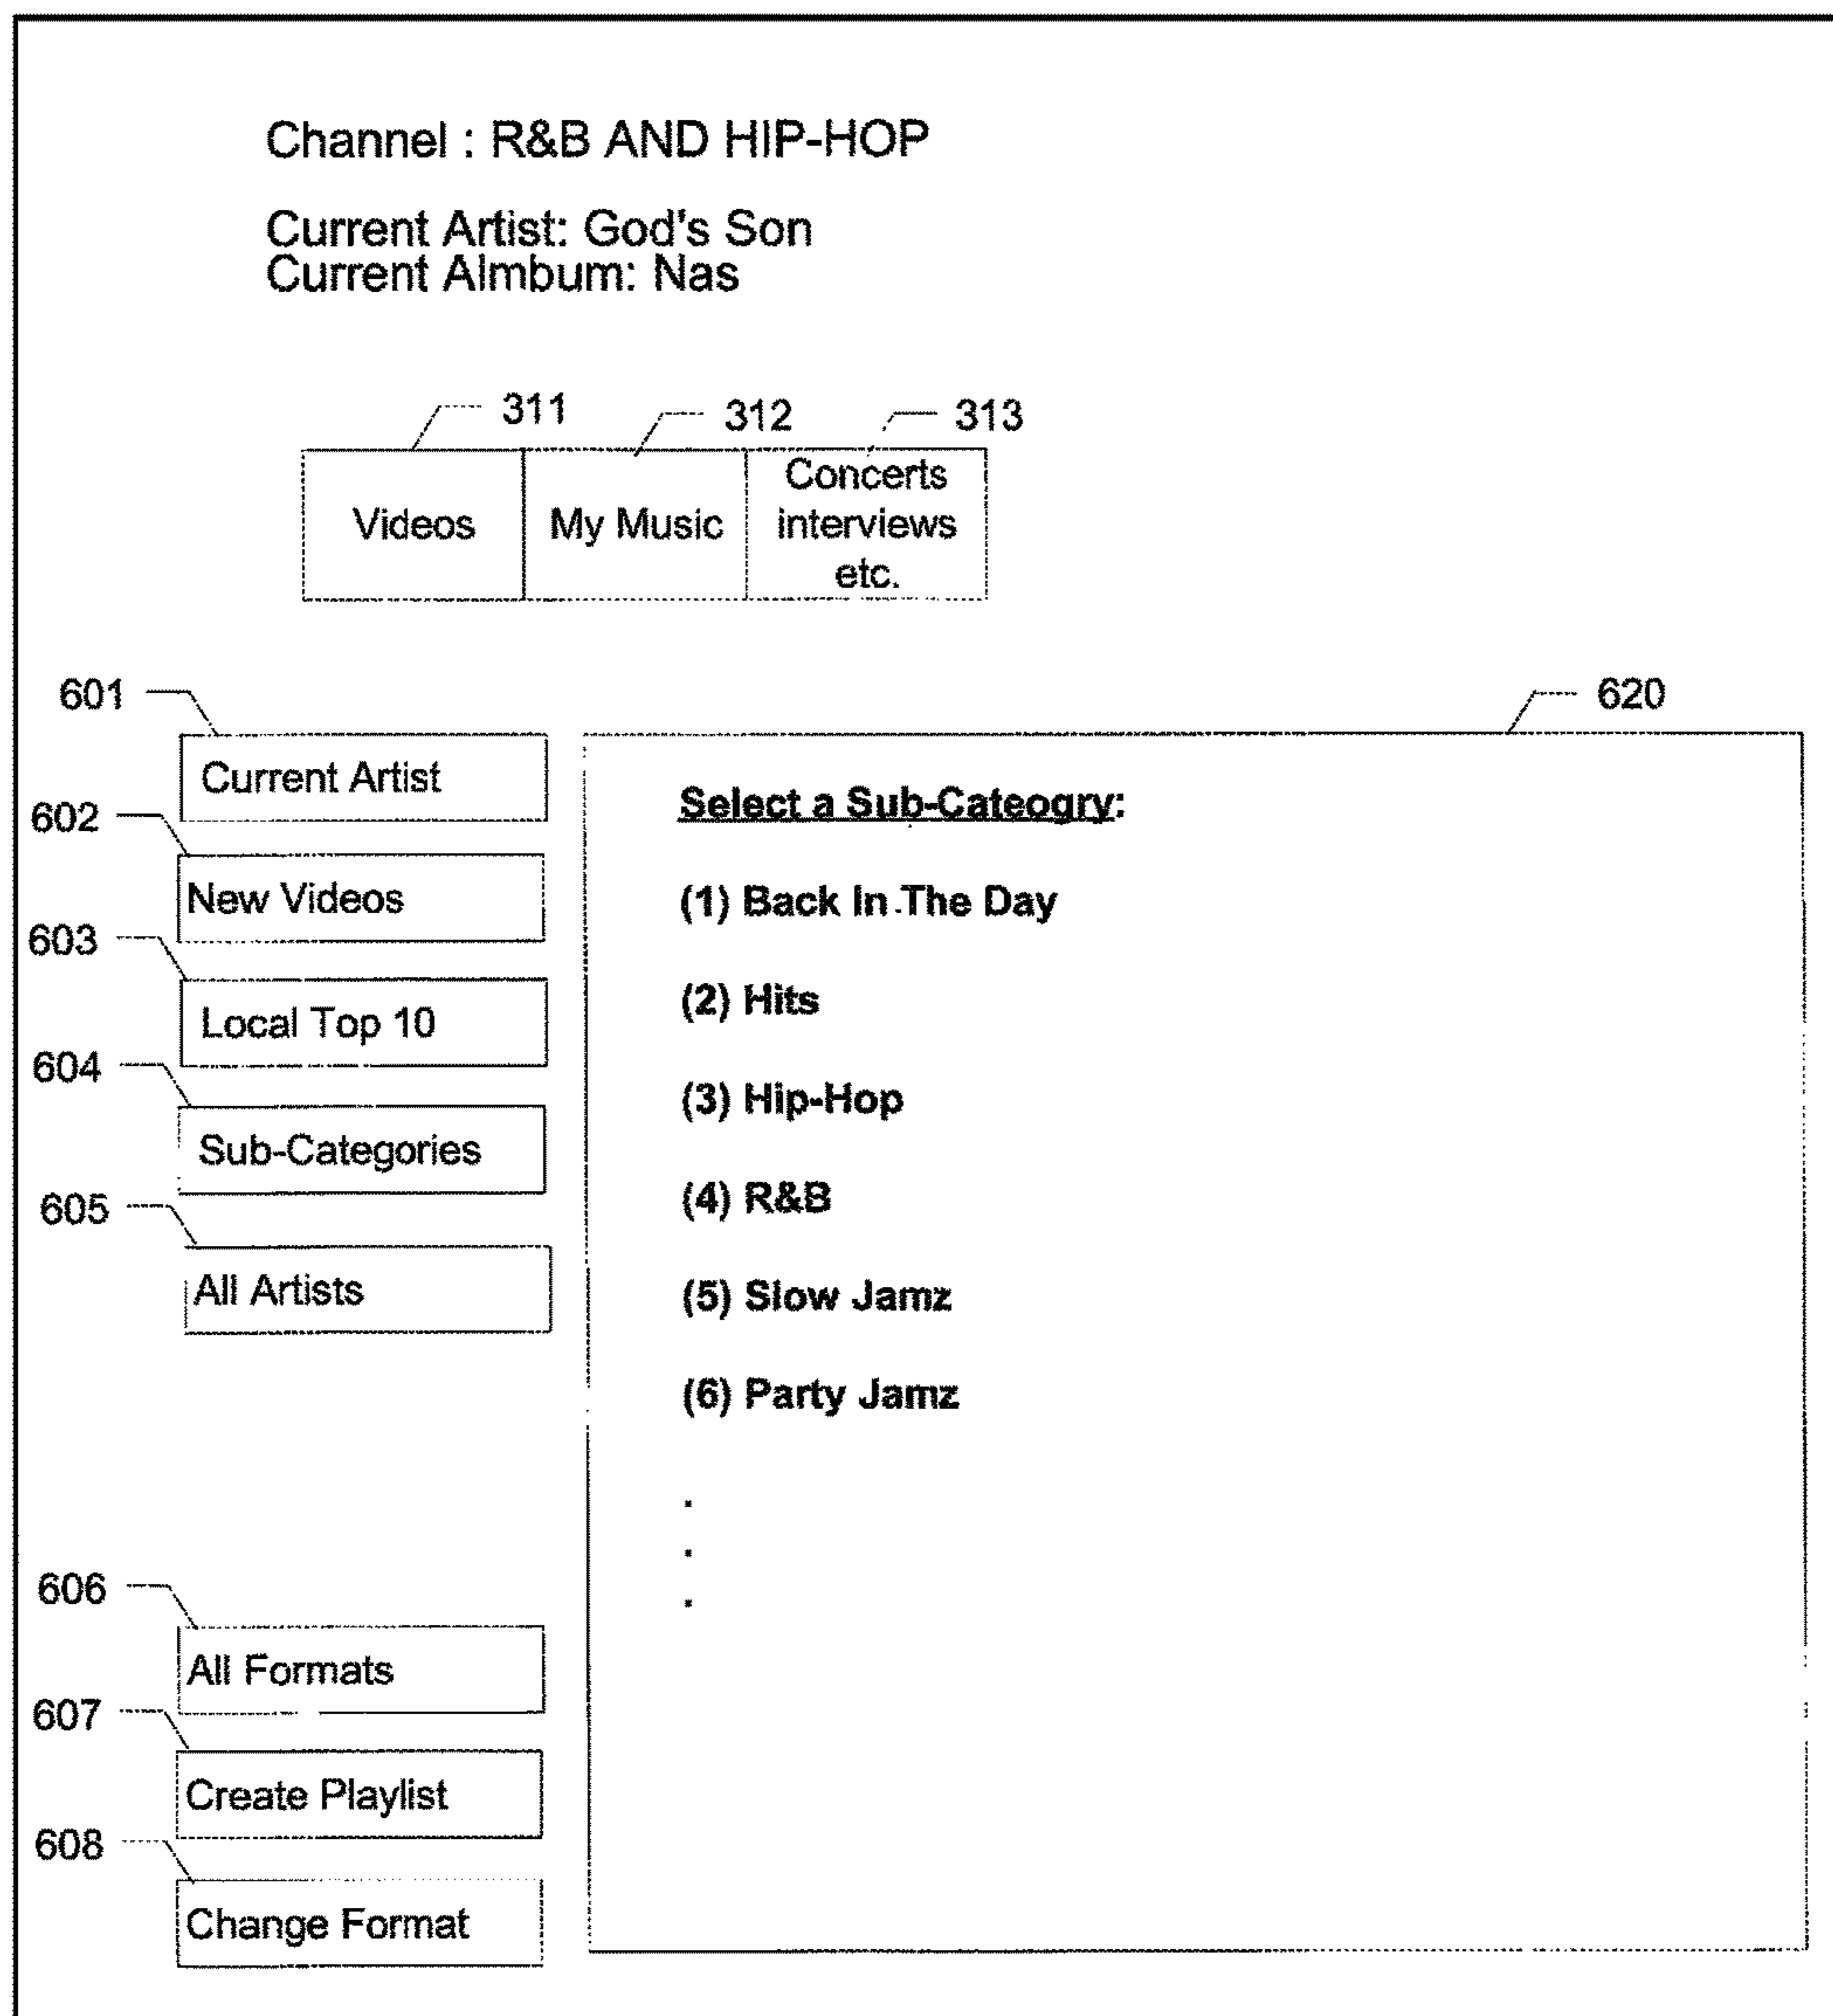 Channel : R&B AND HIP-HOP
Current Artist: God's Son
Current Almbum: Nas
311 312 313
Videos
My Music
Concerts
interviews
etc.
601
Current Artist
602
New Videos
603
Local Top 10
604
Sub-Categories
605
All Artists
606
All Formats
607
Create Playlist
608
Change Format
620
Select a Sub-Cateogry:
(1) Back In The Day
(2) Hits
(3) Hip-Hop
(4) R&B
(5) Slow Jamz
(6) Party Jamz
.
.
.